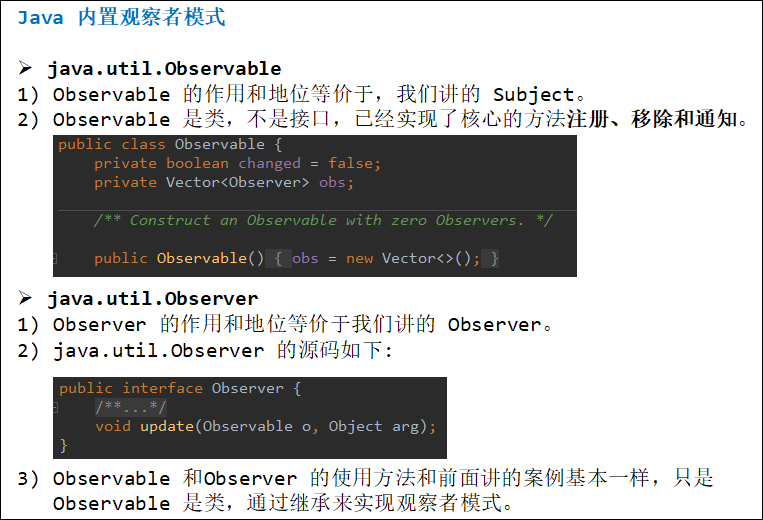 Java 内置观察者模式
➢ java.util.Observable
1) Observable 的作用和地位等价于，我们讲的 Subject。
2) Observable 是类，不是接口，已经实现了核心的方法注册、移除和通知。
public class Observable {
private boolean changed = false;
private Vector<Observer> obs;
/** Construct an Observable with zero Observers. */
public Observable() { obs = new Vector<>(); }
➢ java.util.Observer
1) Observer 的作用和地位等价于我们讲的 Observer。
2) java.util.Observer 的源码如下:
public interface Observer {
/**...*/
void update(Observable o, Object arg);
}
3) Observable 和Observer 的使用方法和前面讲的案例基本一样，只是
Observable 是类，通过继承来实现观察者模式。